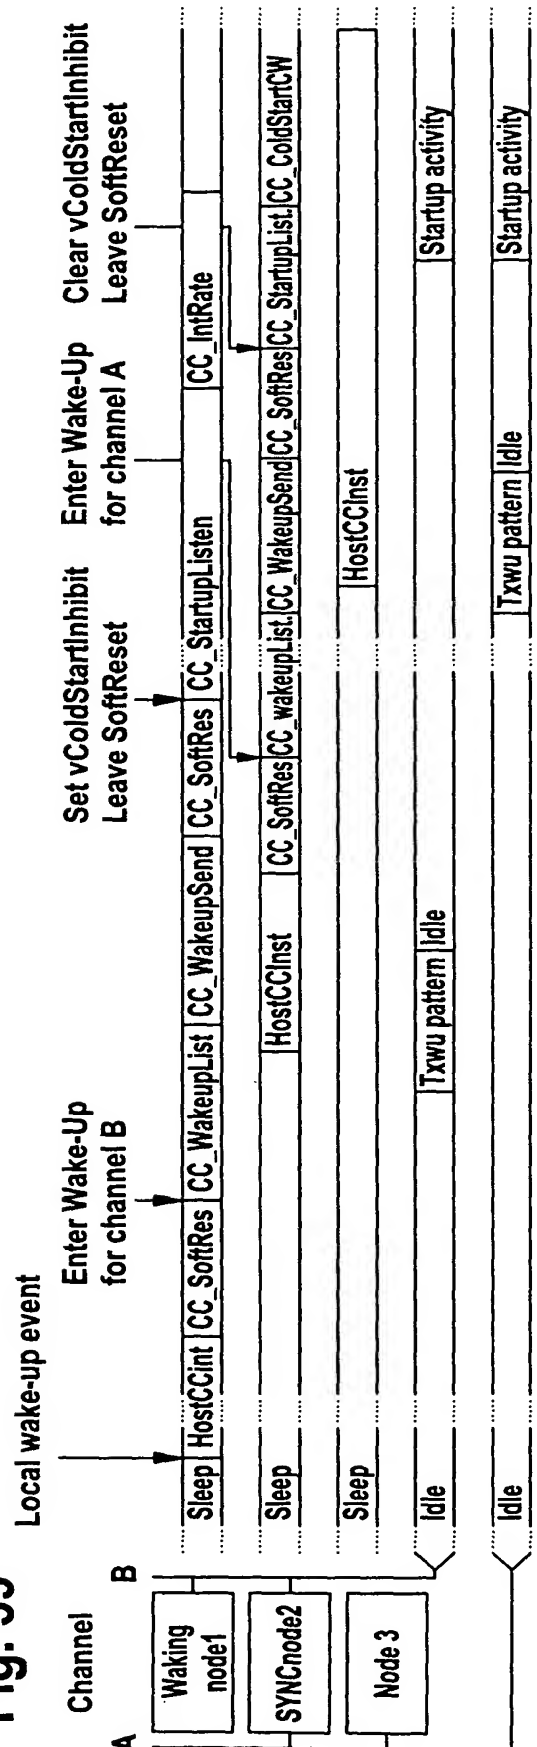 Channel
A
B
Local wake-up event
Enter Wake-Up
for channel B
Set vColdStartInhibit
Leave SoftReset
Enter Wake-Up
for channel A
Clear vColdStartInhibit
Leave SoftReset
Waking
node1
Sleep HostCCint CC_SoftRes CC_WakeupList CC_WakeupSend CC_SoftRes CC_StartupListen CC_IntRate
SYNCnode2
Sleep HostCCInst CC_SoftRes CC_wakeupList. CC_WakeupSend CC_SoftRes CC_StartupList. CC_ColdStartCW
Node 3
Sleep HostCCInst
Idle Txwu pattern Idle Startup activity
Idle Txwu pattern Idle Startup activity